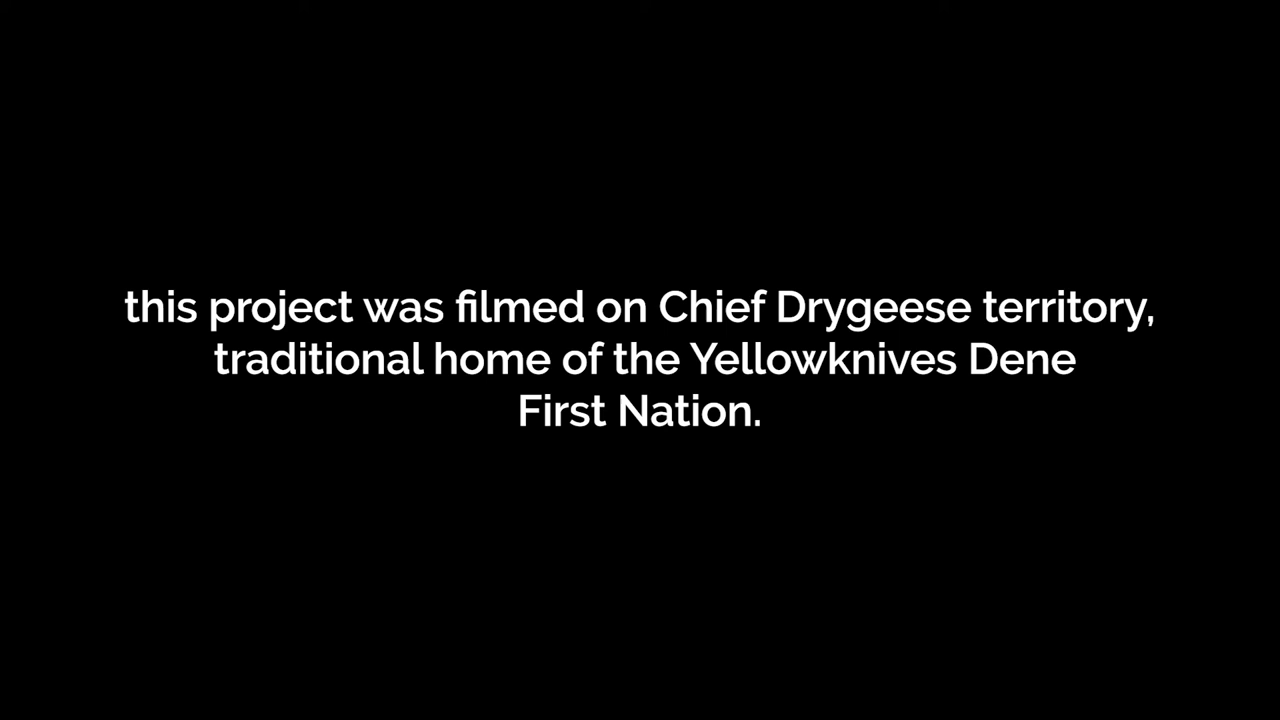 this project was filmed on Chief Drygeese territory,
traditional home of the Yellowknives Dene
First Nation.